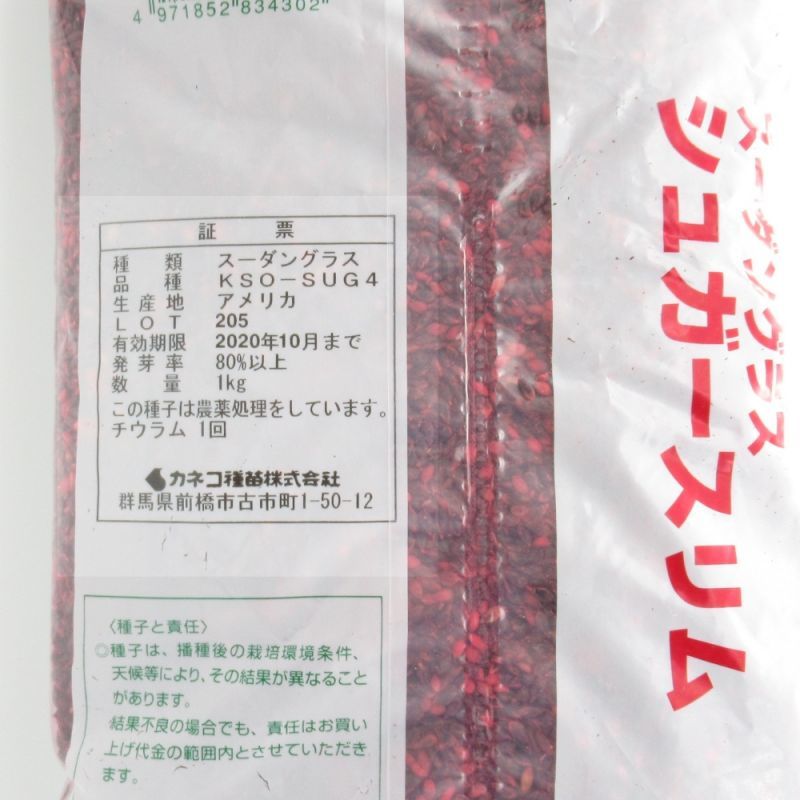 4 971852 834302
証 票
種 類 スーダングラス
品 種 KSO-SUG4
生産地 アメリカ
LOT 205
有効期限 2020年10月まで
発芽率 80%以上
数 量 1kg
この種子は農薬処理をしています。
チウラム 1回
カネコ種苗株式会社
群馬県前橋市古市町1-50-12
〈種子と責任〉
◎種子は、播種後の栽培環境条件、
天候等により、その結果が異なること
があります。
結果不良の場合でも、責任はお買い
上げ代金の範囲内とさせていただき
ます。
スーダングラス
シュガースリム